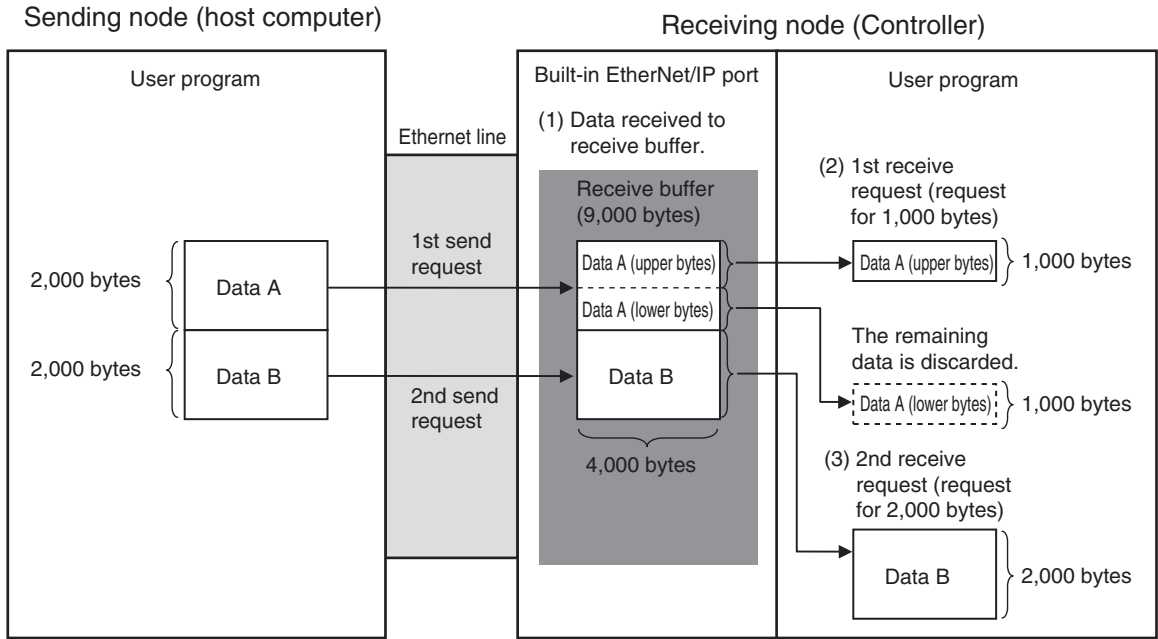 Sending node (host computer)
Receiving node (Controller)
User program
Built-in EtherNet/IP port
User program
Ethernet line
(1) Data received to
receive buffer.
Receive buffer
(9,000 bytes)
(2) 1st receive
request (request
for 1,000 bytes)
2,000 bytes
Data A
1st send
request
Data A (upper bytes)
Data A (lower bytes)
Data A (upper bytes)
1,000 bytes
The remaining
data is discarded.
Data A (lower bytes)
1,000 bytes
2,000 bytes
Data B
2nd send
request
Data B
4,000 bytes
(3) 2nd receive
request (request
for 2,000 bytes)
Data B
2,000 bytes